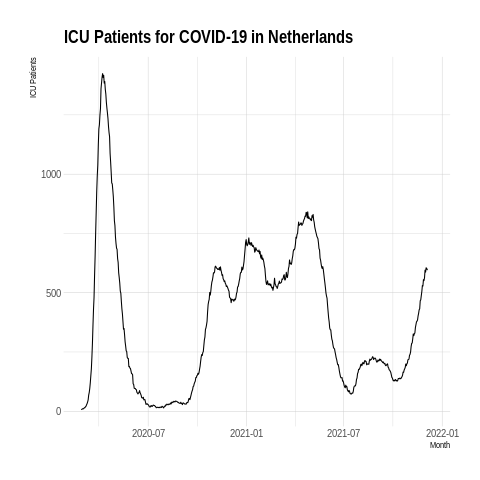 ICU Patients for COVID-19 in Netherlands
ICU Patients
1000
500
0
2020-07 2021-01 2021-07 2022-01
Month